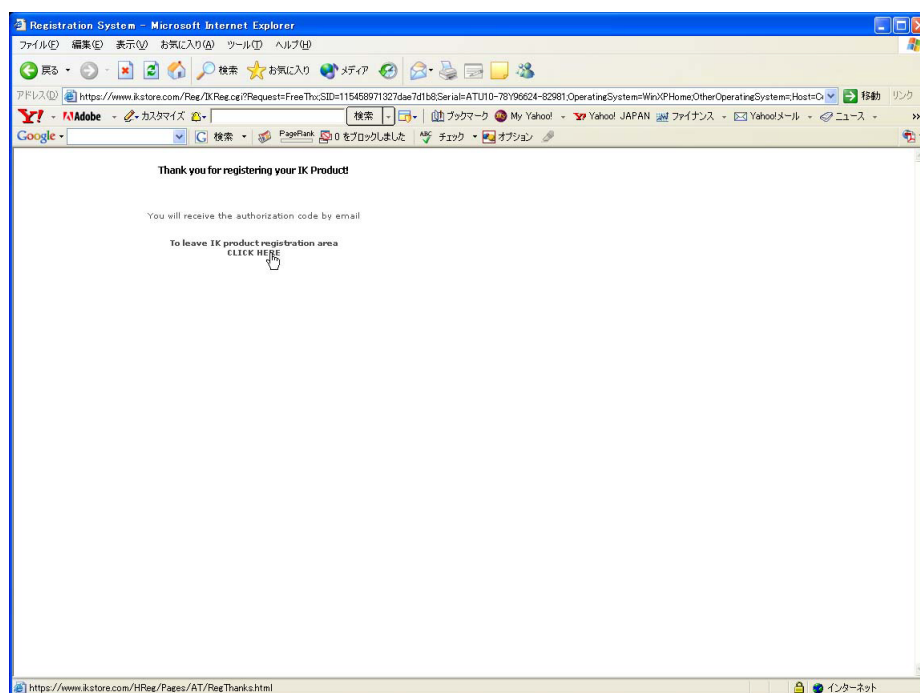 Registration System - Microsoft Internet Explorer
ファイル(F) 編集(E) 表示(V) お気に入り(A) ツール(T) ヘルプ(H)
戻る 検索 お気に入り メディア
アドレス(D) https://www.ikstore.com/Reg/IKReg.cgi?Request=FreeThx;SID=115458971327dae7d1b8;Serial=ATU10-78Y96624-82981;OperatingSystem=WinXPHome;OtherOperatingSystem=;Host=C 移動 リンク
Y! Adobe カスタマイズ 検索 ブックマーク My Yahoo! Yahoo! JAPAN ファイナンス Yahoo!メール ニュース »
Google G 検索 PageRank 0 をブロックしました ABC チェック オプション
Thank you for registering your IK Product!
You will receive the authorization code by email
To leave IK product registration area
CLICK HERE
https://www.ikstore.com/HReg/Pages/AT/RegThanks.html インターネット